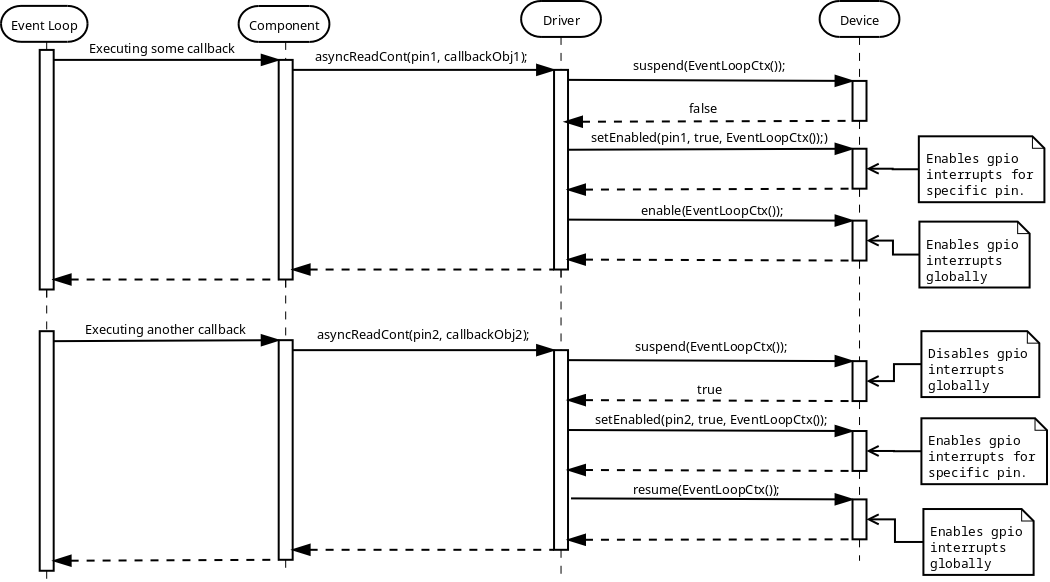 Event Loop
Component
Driver
Device
Executing some callback
asyncReadCont(pin1, callbackObj1);
suspend(EventLoopCtx());
false
setEnabled(pin1, true, EventLoopCtx());)
Enables gpio
interrupts for
specific pin.
enable(EventLoopCtx());
Enables gpio
interrupts
globally
Executing another callback
asyncReadCont(pin2, callbackObj2);
suspend(EventLoopCtx());
Disables gpio
interrupts
globally
true
setEnabled(pin2, true, EventLoopCtx());
Enables gpio
interrupts for
specific pin.
resume(EventLoopCtx());
Enables gpio
interrupts
globally